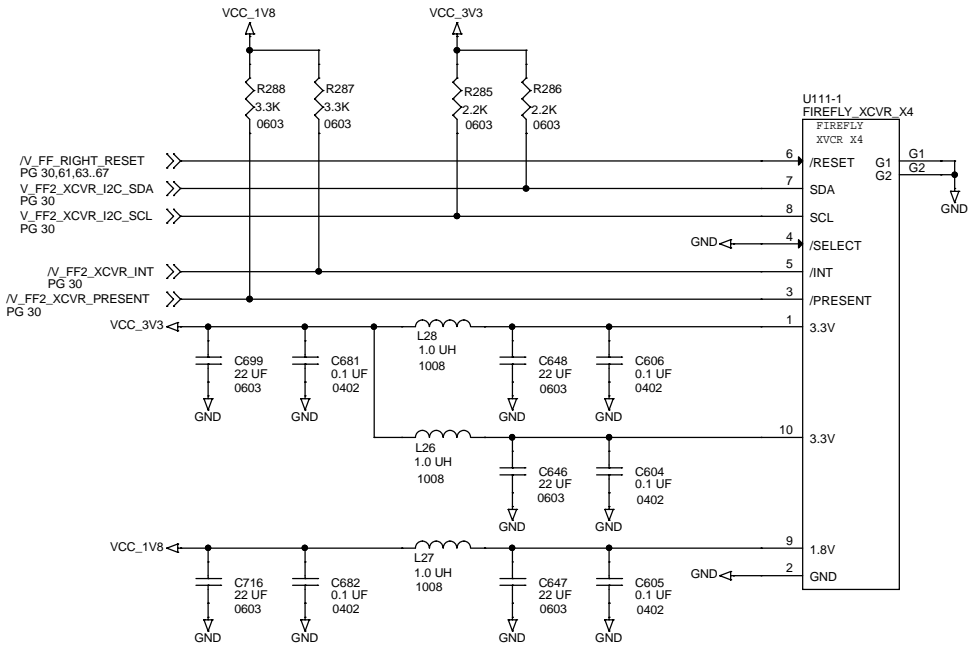 VCC_1V8
VCC_3V3
R288
3.3K
0603
R287
3.3K
0603
R285
2.2K
0603
R286
2.2K
0603
U111-1
FIREFLY_XCVR_X4
FIREFLY
XVCR X4
/V_FF_RIGHT_RESET
PG 30,61,63..67
6
/RESET
G1
G1
V_FF2_XCVR_I2C_SDA
PG 30
7
SDA
G2
G2
GND
V_FF2_XCVR_I2C_SCL
PG 30
8
SCL
GND
4
/SELECT
/V_FF2_XCVR_INT
PG 30
5
/INT
/V_FF2_XCVR_PRESENT
PG 30
3
/PRESENT
VCC_3V3
1
3.3V
L28
1.0 UH
1008
C699
22 UF
0603
GND
C681
0.1 UF
0402
GND
C648
22 UF
0603
GND
C606
0.1 UF
0402
GND
10
3.3V
L26
1.0 UH
1008
C646
22 UF
0603
GND
C604
0.1 UF
0402
GND
VCC_1V8
9
1.8V
L27
1.0 UH
1008
GND
2
GND
C716
22 UF
0603
GND
C682
0.1 UF
0402
GND
C647
22 UF
0603
GND
C605
0.1 UF
0402
GND